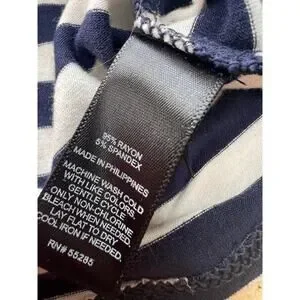 95% RAYON
5% SPANDEX
MADE IN PHILIPPINES
MACHINE WASH COLD
WITH LIKE COLORS,
GENTLE CYCLE.
ONLY NON-CHLORINE
BLEACH WHEN NEEDED.
LAY FLAT TO DRY.
COOL IRON IF NEEDED.
RN# 55285